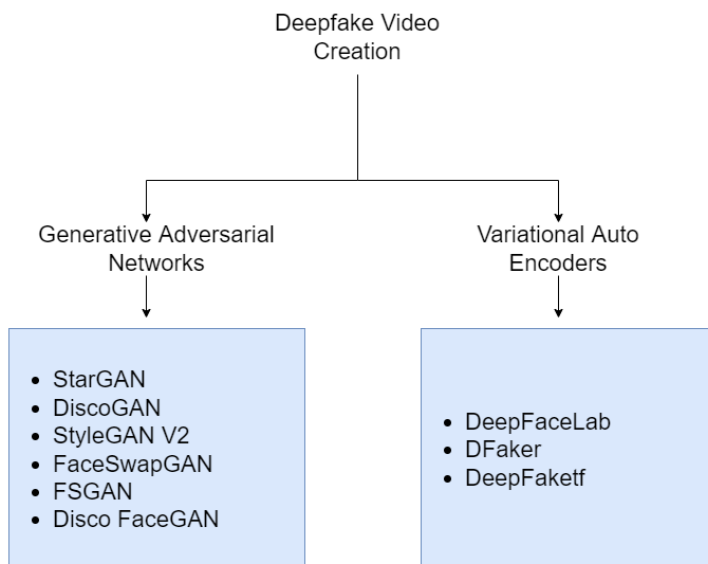 Deepfake Video
Creation
Generative Adversarial
Networks
Variational Auto
Encoders
StarGAN
DiscoGAN
StyleGAN V2
FaceSwapGAN
FSGAN
Disco FaceGAN
DeepFaceLab
DFaker
DeepFaketf